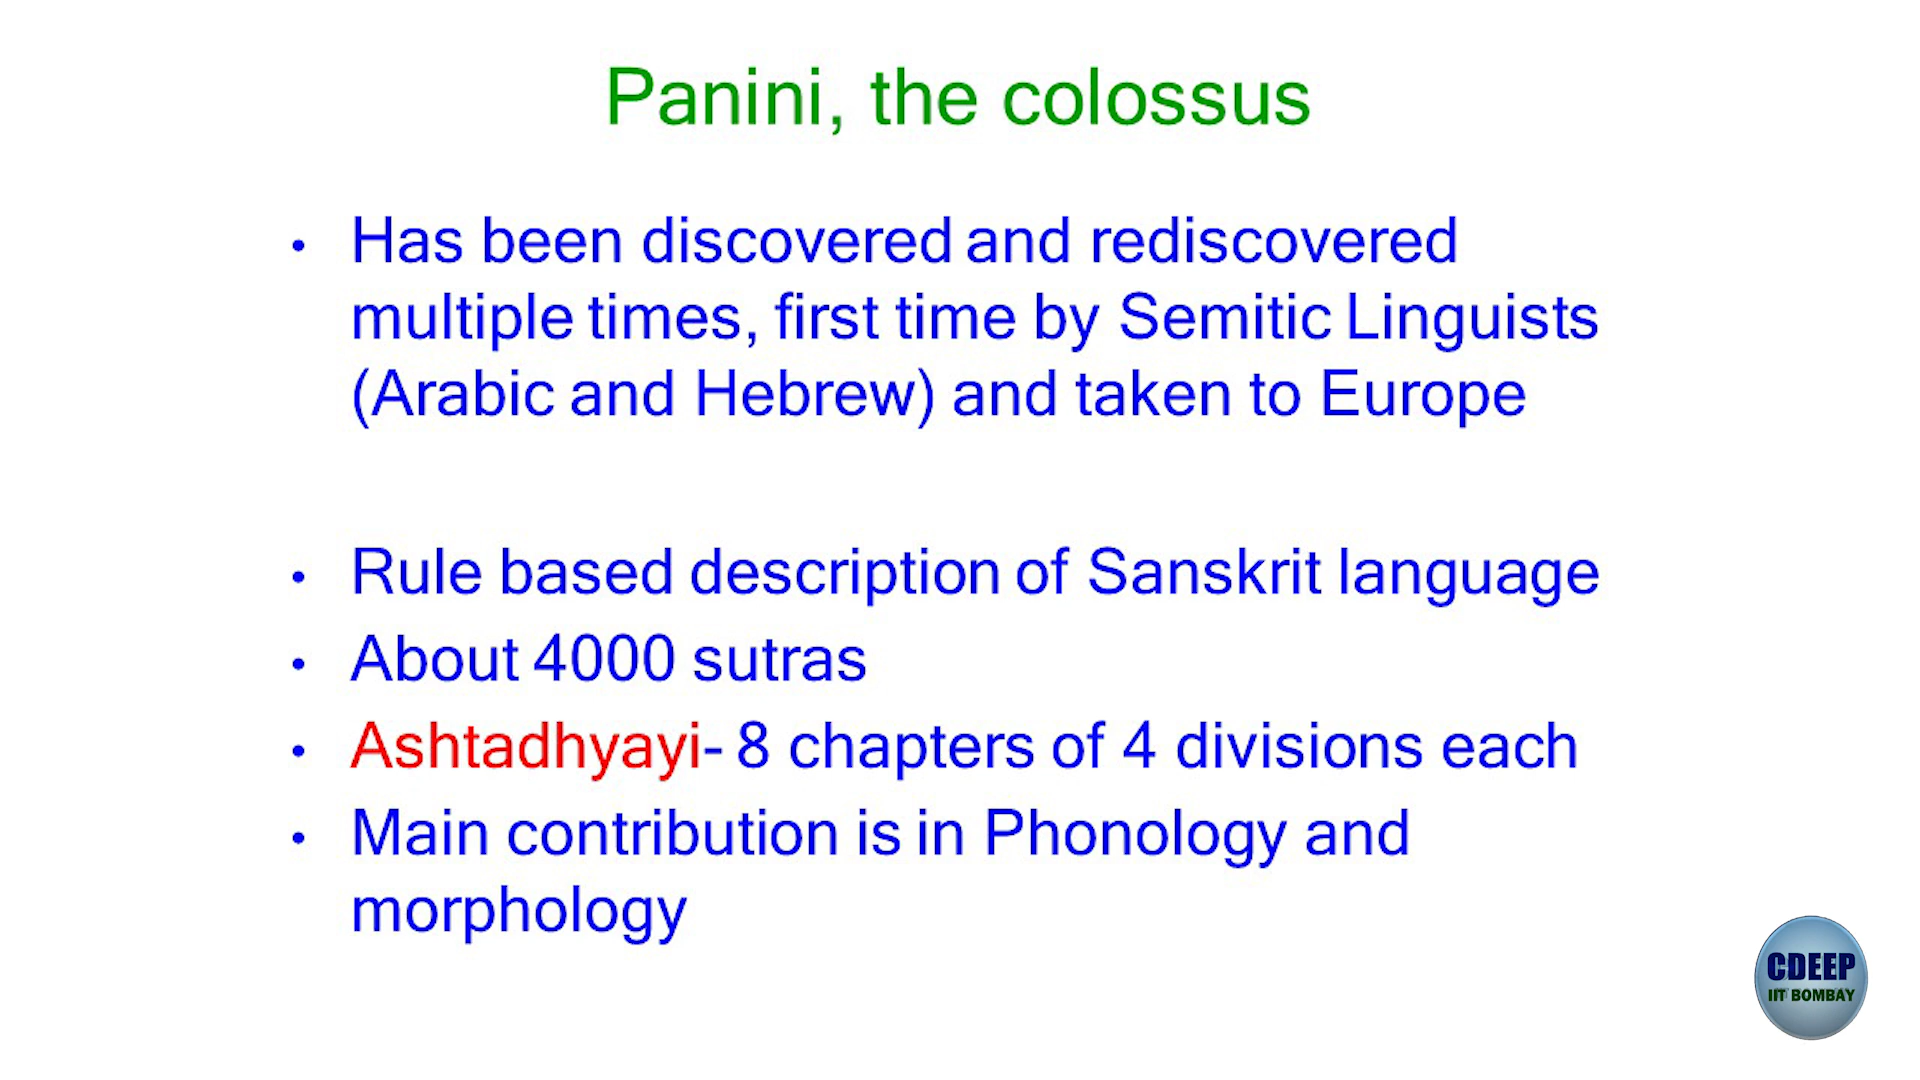 Panini, the colossus
• Has been discovered and rediscovered
multiple times, first time by Semitic Linguists
(Arabic and Hebrew) and taken to Europe
• Rule based description of Sanskrit language
• About 4000 sutras
• Ashtadhyayi- 8 chapters of 4 divisions each
• Main contribution is in Phonology and
morphology
CDEEP
IIT BOMBAY